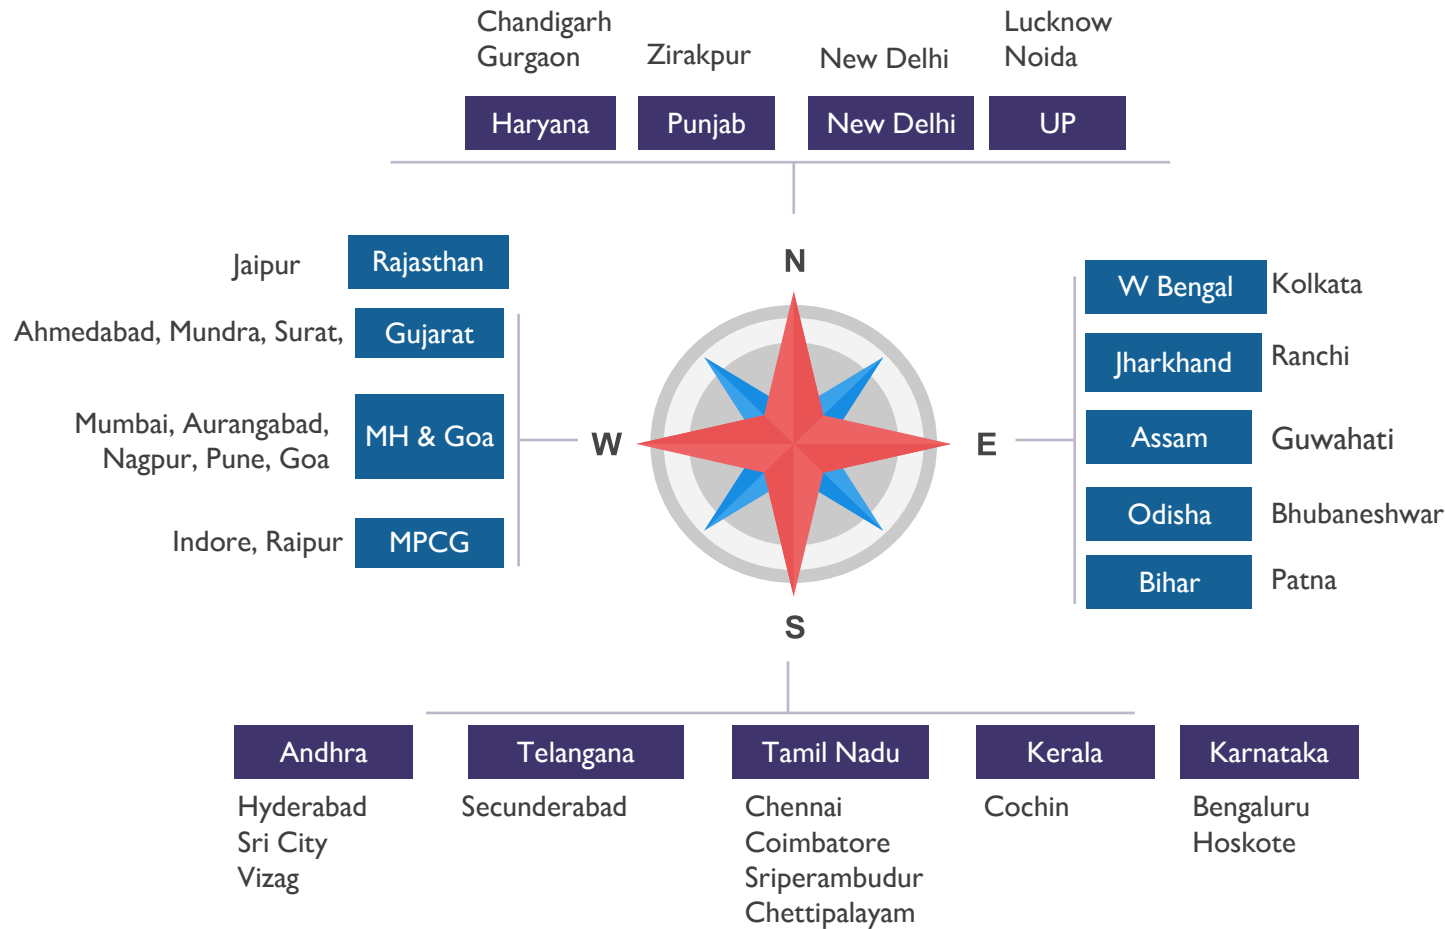 Chandigarh
Gurgaon
Zirakpur
New Delhi
Lucknow
Noida
Haryana
Punjab
New Delhi
UP
Jaipur
Rajasthan
Ahmedabad, Mundra, Surat,
Gujarat
Mumbai, Aurangabad,
Nagpur, Pune, Goa
MH & Goa
Indore, Raipur
MPCG
N
W
E
S
W Bengal
Kolkata
Jharkhand
Ranchi
Assam
Guwahati
Odisha
Bhubaneshwar
Bihar
Patna
Andhra
Hyderabad
Sri City
Vizag
Telangana
Secunderabad
Tamil Nadu
Chennai
Coimbatore
Sriperambudur
Chettipalayam
Kerala
Cochin
Karnataka
Bengaluru
Hoskote